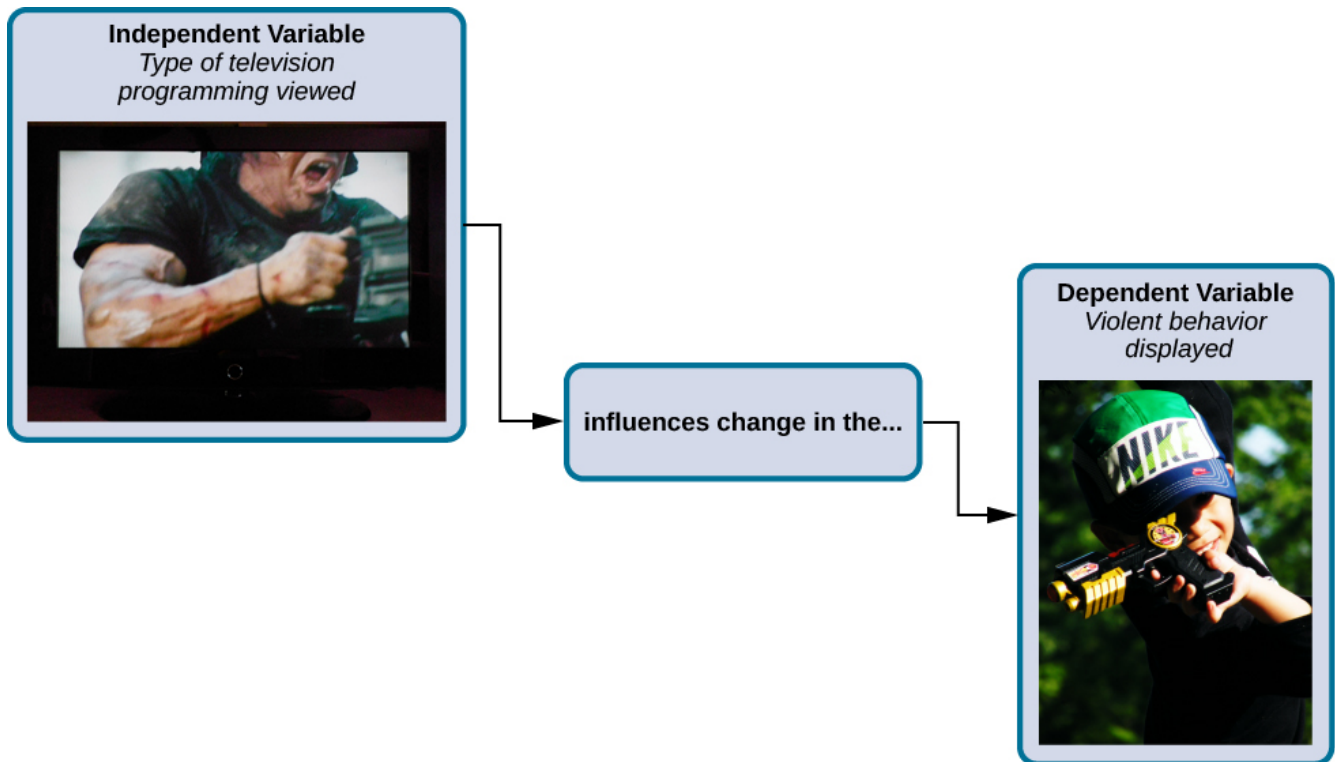 Independent Variable
Type of television
programming viewed
influences change in the...
Dependent Variable
Violent behavior
displayed
NIKE